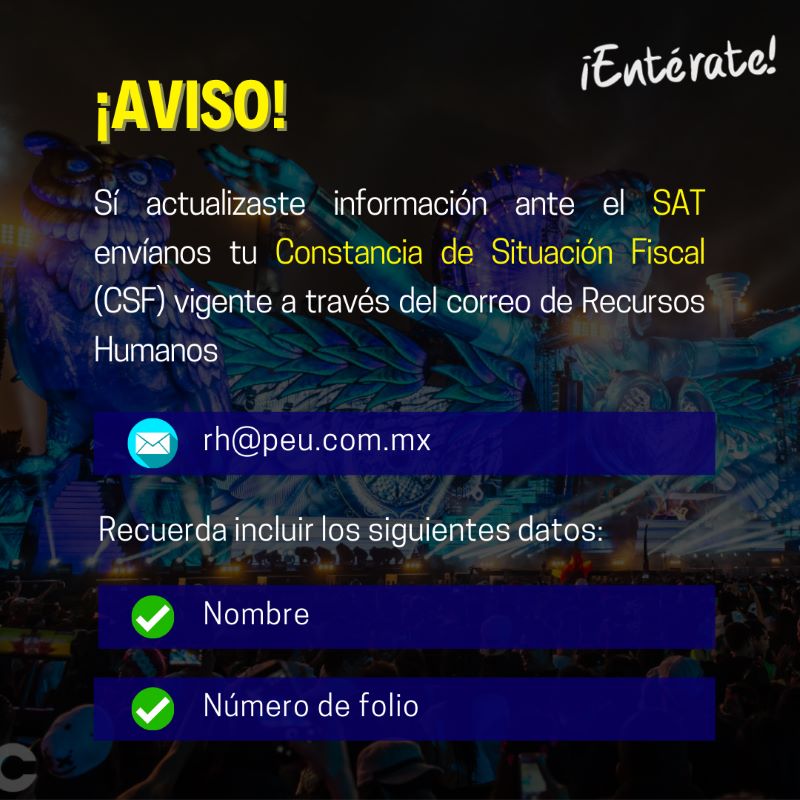 ¡Entérate!
¡AVISO!
Sí actualizaste información ante el SAT
envíanos tu Constancia de Situación Fiscal
(CSF) vigente a través del correo de Recursos
Humanos
rh@peu.com.mx
Recuerda incluir los siguientes datos:
Nombre
Número de folio
C